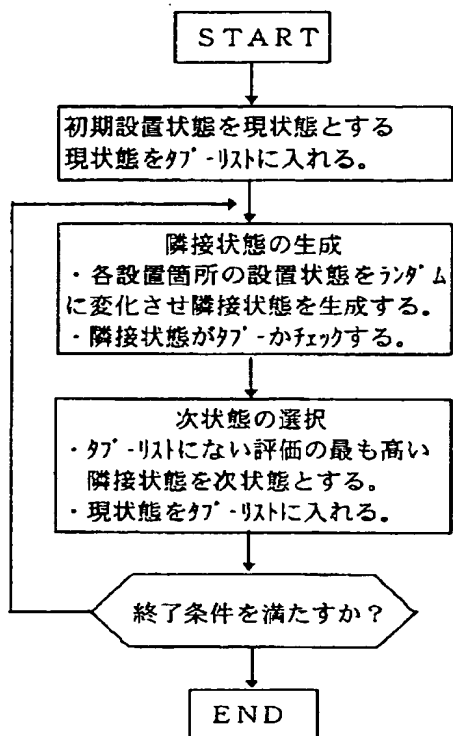 START
初期設置状態を現状態とする
現状態をﾀﾌﾞｰﾘｽﾄに入れる。
隣接状態の生成
・各設置箇所の設置状態をﾗﾝﾀﾞﾑ
に変化させ隣接状態を生成する。
・隣接状態がﾀﾌﾞｰかﾁｪｯｸする。
次状態の選択
・ﾀﾌﾞｰﾘｽﾄにない評価の最も高い
隣接状態を次状態とする。
・現状態をﾀﾌﾞｰﾘｽﾄに入れる。
終了条件を満たすか？
END